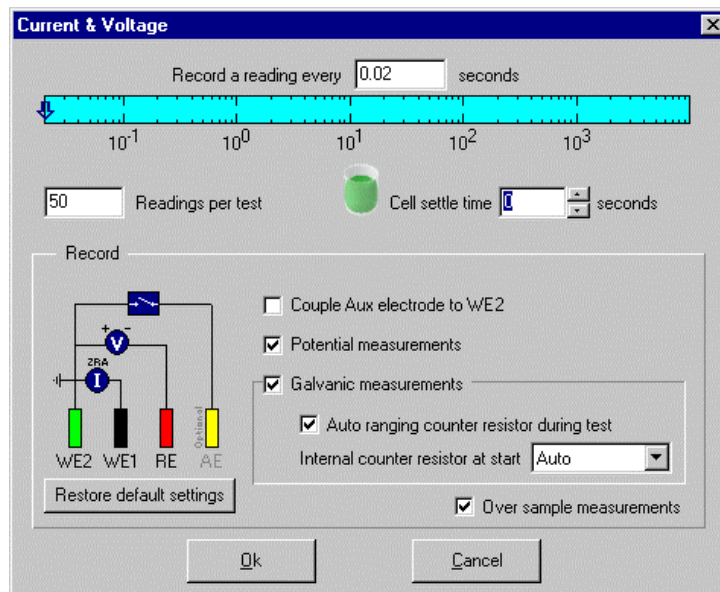 Current & Voltage
Record a reading every 0.02 seconds
10-1 100 101 102 103
50 Readings per test Cell settle time 0 seconds
Record
Couple Aux electrode to WE2
+ -
V
Potential measurements
ZRA
I
Galvanic measurements
Auto ranging counter resistor during test
Optional
WE2 WE1 RE AE
Internal counter resistor at start Auto
Restore default settings
Over sample measurements
Ok Cancel